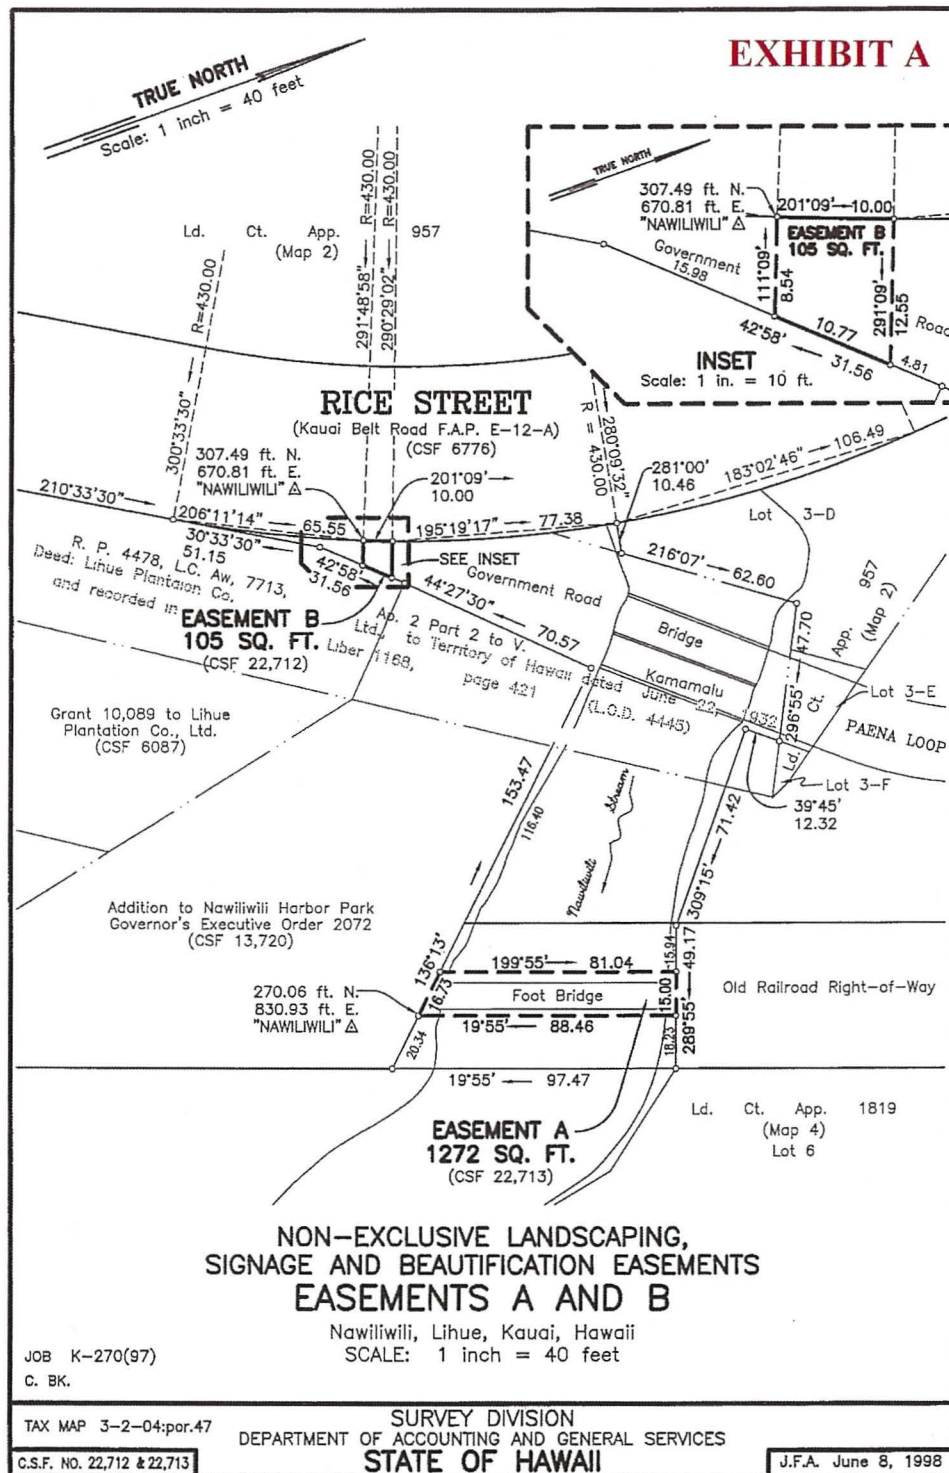 EXHIBIT A
TRUE NORTH
Scale: 1 inch = 40 feet
TRUE NORTH
307.49 ft. N.
670.81 ft. E.
"NAWILIWILI" △
201°09' 10.00
EASEMENT B
105 SQ. FT.
Government
15.98
111°09'
8.54
291°09'
12.55
Road
10.77
42°58'
31.56
4.81
INSET
Scale: 1 in. = 10 ft.
Ld. Ct. App. 957
(Map 2)
R=430.00
300°33'30"
291°48'58" R=430.00
290°29'02" R=430.00
RICE STREET
(Kauai Belt Road F.A.P. E-12-A)
(CSF 6776)
280°09'32"
R = 430.00
307.49 ft. N.
670.81 ft. E.
"NAWILIWILI" △
201°09'
10.00
281°00'
10.46
183°02'46" 106.49
210°33'30"
206°11'14" 65.55
195°19'17" 77.38
Lot 3-D
30°33'30"
51.15
42°58'
31.56
SEE INSET
Government Road
216°07' 62.60
R. P. 4478, L.C. Aw. 7713,
Deed: Lihue Plantaion Co.
and recorded in
Ap. 2 Part 2 to V.
Ltd., to Territory of Hawaii dated June 22, 1932
Liber 1168, page 421
(L.O.D. 4445)
EASEMENT B
105 SQ. FT.
(CSF 22,712)
44°27'30" 70.57
Bridge
Kamamalu
47.70
296°55'
Ld. Ct. App. 957
(Map 2)
Lot 3-E
PAENA LOOP
Lot 3-F
39°45'
12.32
Grant 10,089 to Lihue
Plantation Co., Ltd.
(CSF 6087)
153.47
116.40
136°13'
Nawiliwili Stream
71.42
309°15'
Addition to Nawiliwili Harbor Park
Governor's Executive Order 2072
(CSF 13,720)
15.94
49.17
289°55'
199°55' 81.04
16.73
Foot Bridge
15.00
Old Railroad Right-of-Way
270.06 ft. N.
830.93 ft. E.
"NAWILIWILI" △
19°55' 88.46
20.34
18.23
19°55' 97.47
EASEMENT A
1272 SQ. FT.
(CSF 22,713)
Ld. Ct. App. 1819
(Map 4)
Lot 6
NON-EXCLUSIVE LANDSCAPING,
SIGNAGE AND BEAUTIFICATION EASEMENTS
EASEMENTS A AND B
Nawiliwili, Lihue, Kauai, Hawaii
SCALE: 1 inch = 40 feet
JOB K-270(97)
C. BK.
TAX MAP 3-2-04:por.47
SURVEY DIVISION
DEPARTMENT OF ACCOUNTING AND GENERAL SERVICES
STATE OF HAWAII
C.S.F. NO. 22,712 & 22,713
J.F.A. June 8, 1998